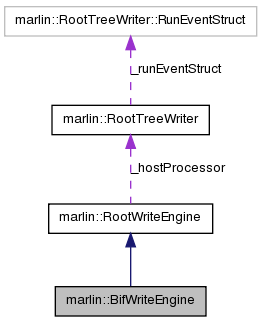 marlin::RootTreeWriter::RunEventStruct
_runEventStruct
marlin::RootTreeWriter
_hostProcessor
marlin::RootWriteEngine
marlin::BifWriteEngine